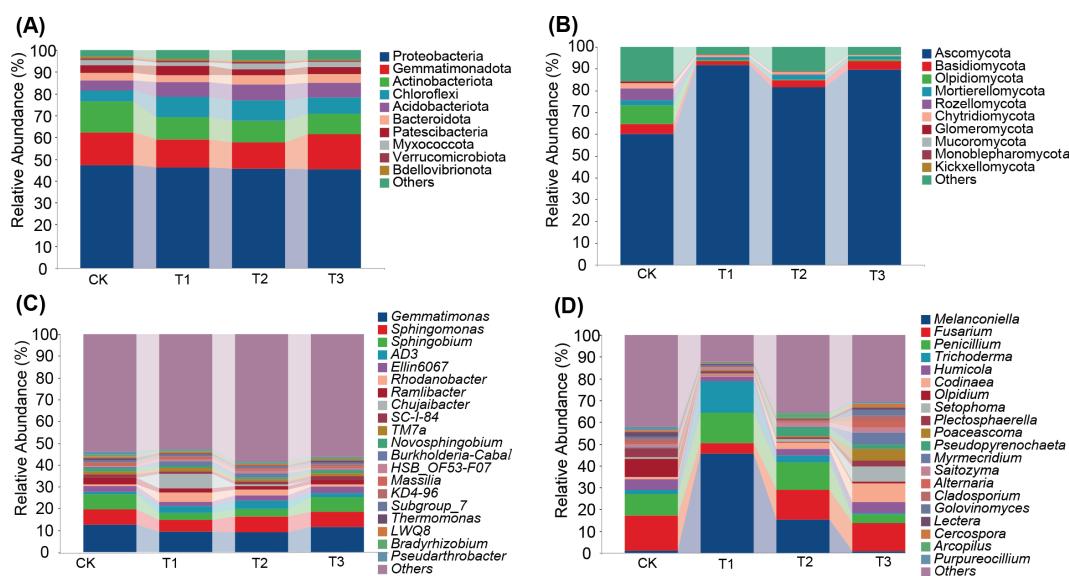 (A)
Relative Abundance (%)
100
90
80
70
60
50
40
30
20
10
0
CK
T1
T2
T3
Proteobacteria
Gemmatimonadota
Actinobacteriota
Chloroflexi
Acidobacteriota
Bacteroidota
Patescibacteria
Myxococcota
Verrucomicrobiota
Bdellovibrionota
Others
(B)
Relative Abundance (%)
100
90
80
70
60
50
40
30
20
10
0
CK
T1
T2
T3
Ascomycota
Basidiomycota
Olpidiomycota
Mortierellomycota
Rozellomycota
Chytridiomycota
Glomeromycota
Mucoromycota
Monoblepharomycota
Kickxellomycota
Others
(C)
Relative Abundance (%)
100
90
80
70
60
50
40
30
20
10
0
CK
T1
T2
T3
Gemmatimonas
Sphingomonas
Sphingobium
AD3
Ellin6067
Rhodanobacter
Ramlibacter
Chujaibacter
SC-I-84
TM7a
Novosphingobium
Burkholderia-Cabal
HSB_OF53-F07
Massilia
KD4-96
Subgroup_7
Thermomonas
LWQ8
Bradyrhizobium
Pseudarthrobacter
Others
(D)
Relative Abundance (%)
100
90
80
70
60
50
40
30
20
10
0
CK
T1
T2
T3
Melanconiella
Fusarium
Penicillium
Trichoderma
Humicola
Codinaea
Olpidium
Setophoma
Plectosphaerella
Poaceascoma
Pseudopyrenochaeta
Myrmecridium
Saitozyma
Alternaria
Cladosporium
Golovinomyces
Lectera
Cercospora
Arcopilus
Purpureocillium
Others